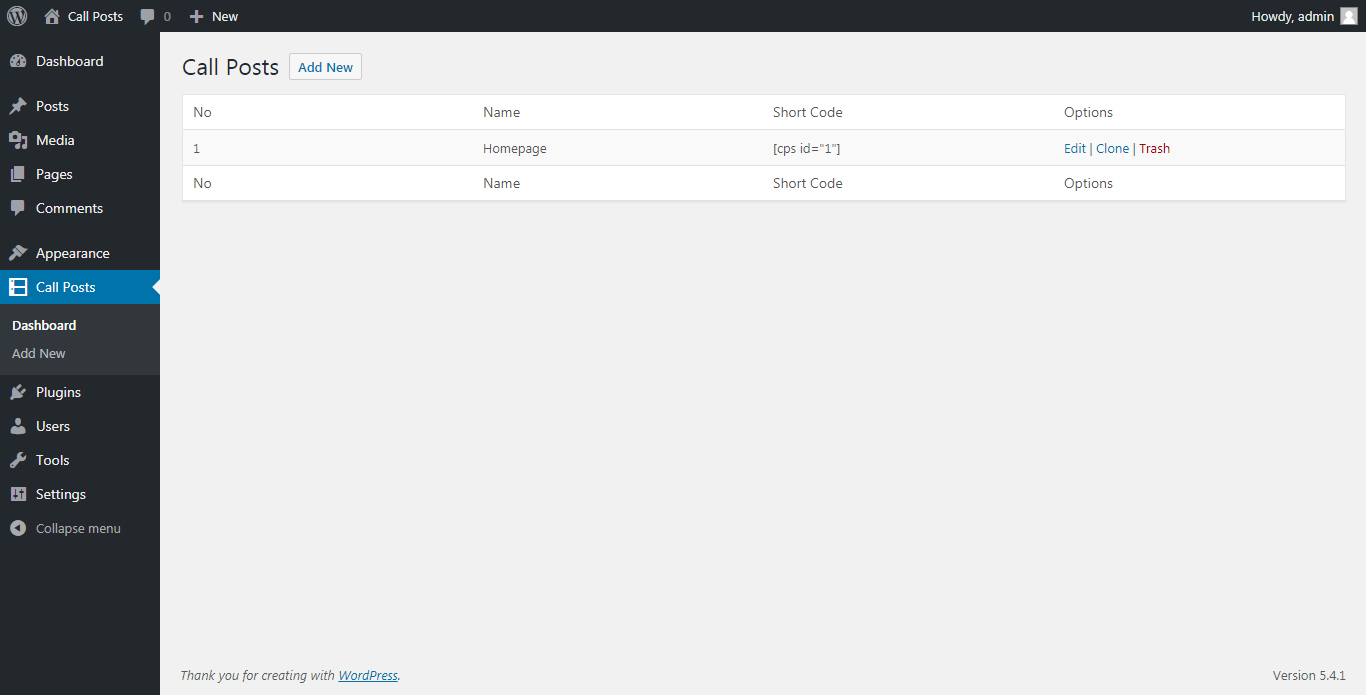 Call Posts 0 New Howdy, admin
Dashboard
Posts
Media
Pages
Comments
Appearance
Call Posts
Dashboard
Add New
Plugins
Users
Tools
Settings
Collapse menu
Call Posts Add New
No Name Short Code Options
1 Homepage [cps id="1"] Edit | Clone | Trash
No Name Short Code Options
Thank you for creating with WordPress. Version 5.4.1